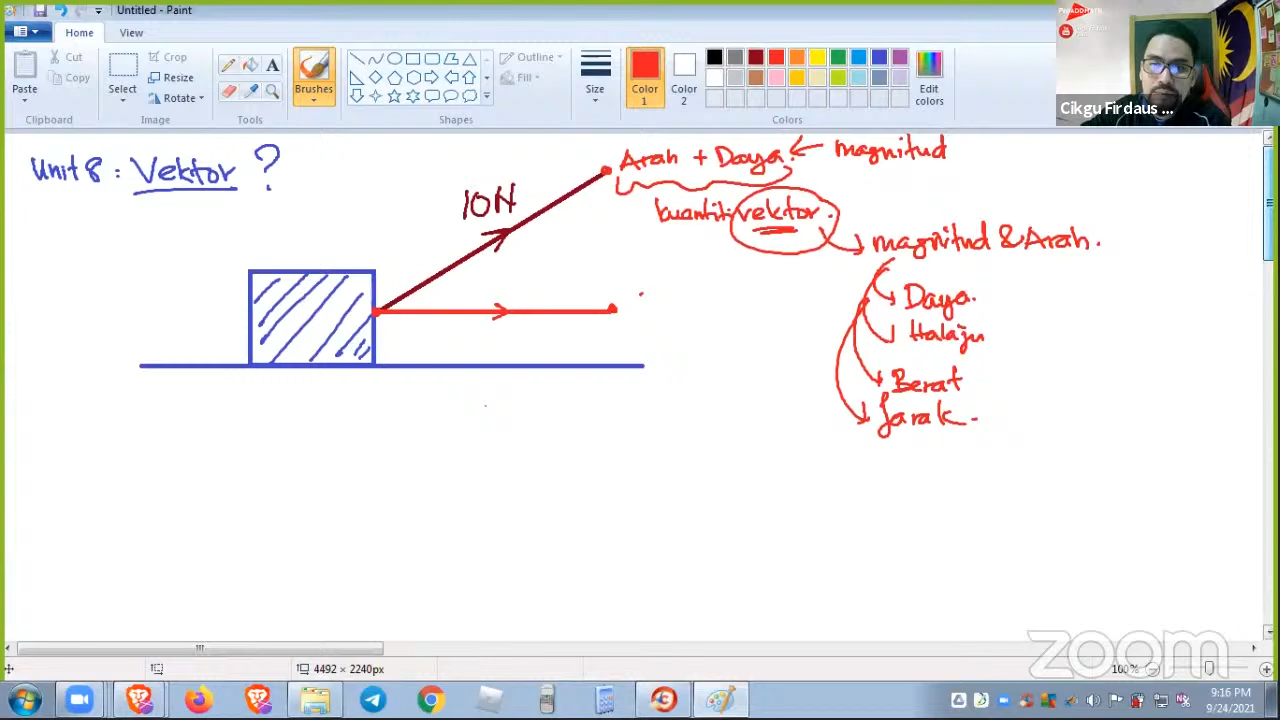 Untitled - Paint
Home View
Paste Cut Copy
Clipboard
Select Crop Resize Rotate
Image
Tools
Brushes
Shapes
Outline
Fill
Size
Color 1
Color 2
Edit colors
Colors
Cikgu Firdaus ...
Unit 8 : Vektor ?
Arah + Daya. ← magnitud
10N
kuantiti vektor.
magnitud & Arah.
Daya.
Halaju
Berat
Jarak.
zoom
4492 × 2240px
100%
9:16 PM
9/24/2021